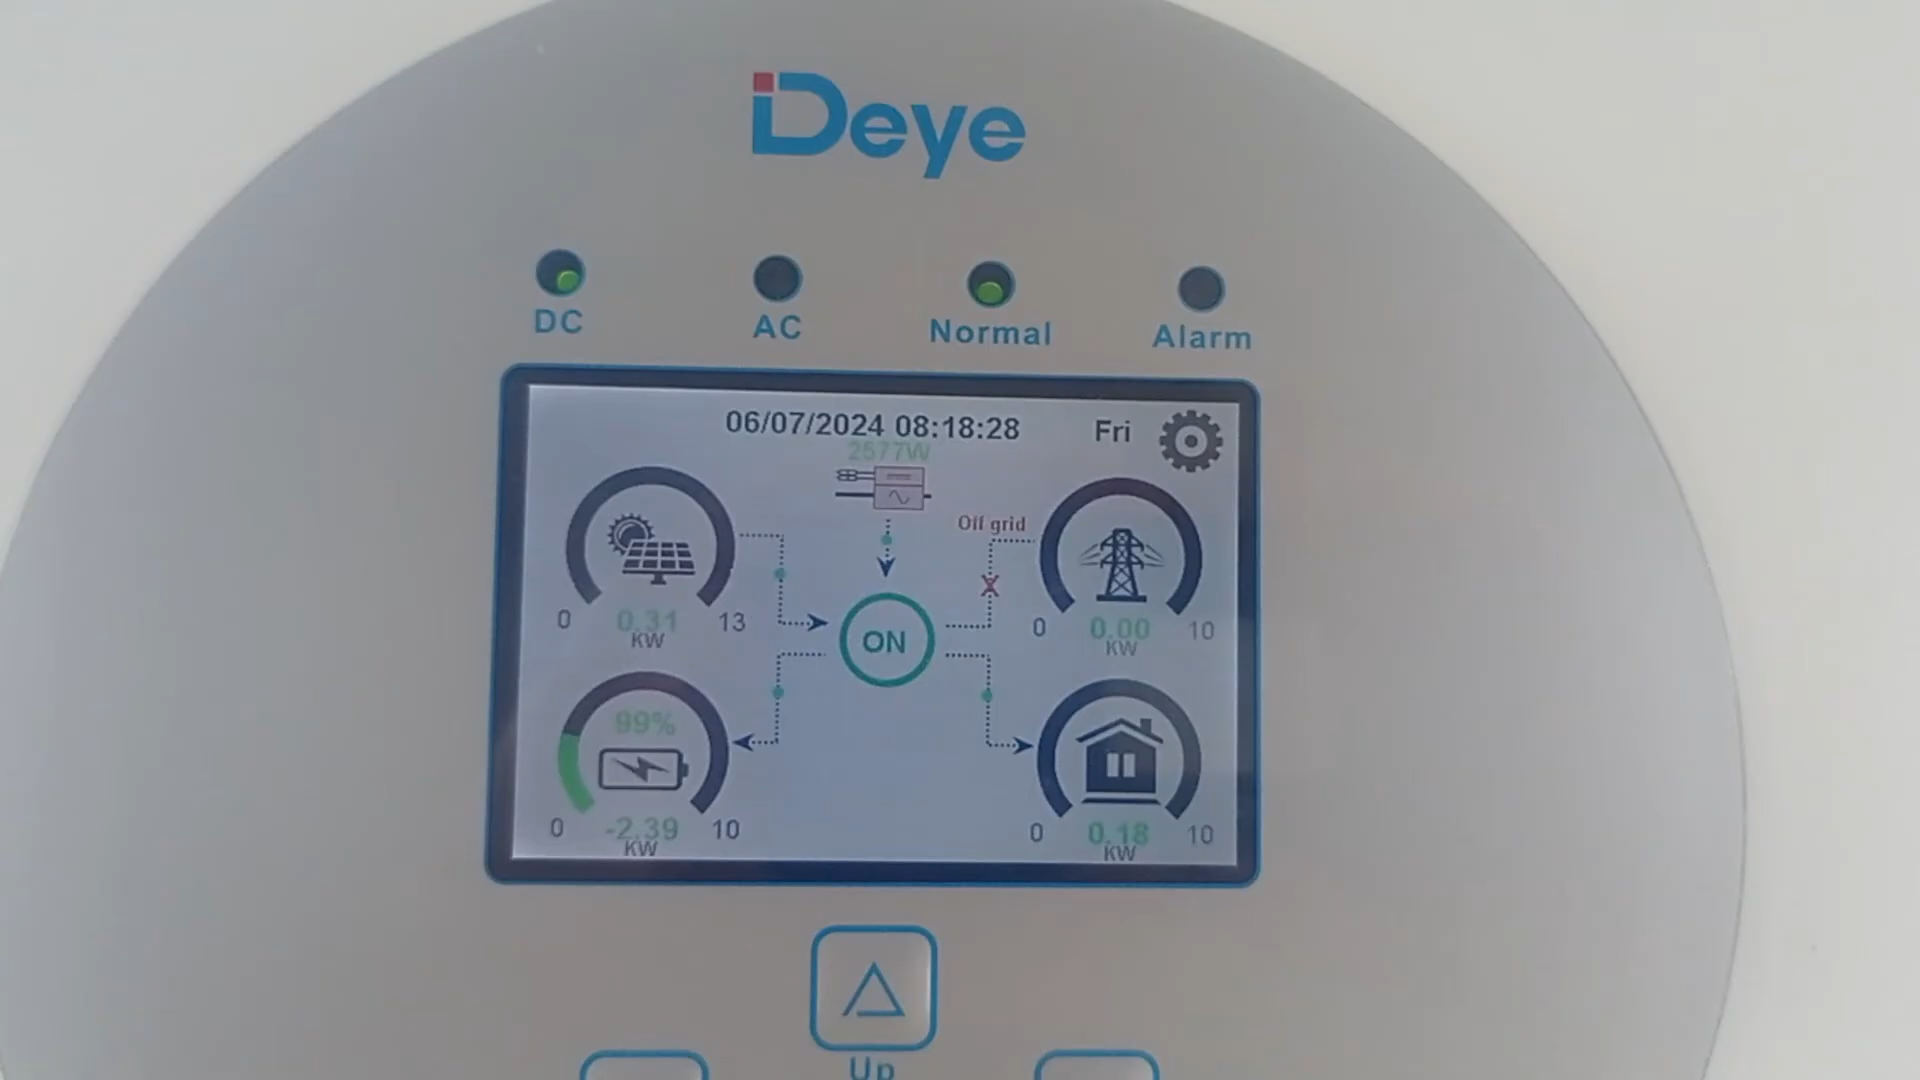 Deye
DC AC Normal Alarm
06/07/2024 08:18:28 Fri
2577W
Off grid
0 0.31 13
KW
0 0.00 10
KW
ON
99%
0 -2.39 10
KW
0 0.18 10
KW
Up